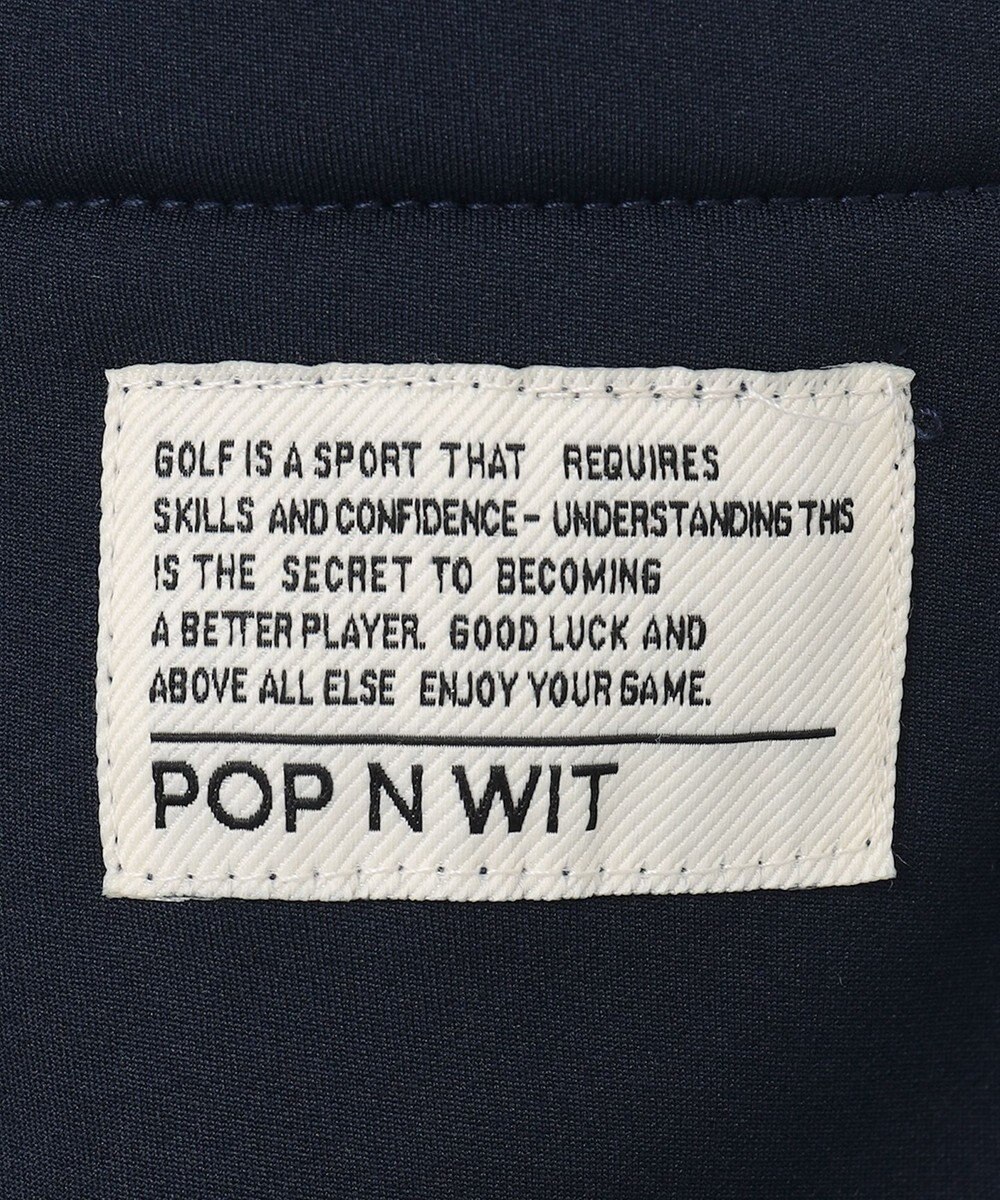 GOLF IS A SPORT THAT REQUIRES
SKILLS AND CONFIDENCE - UNDERSTANDING THIS
IS THE SECRET TO BECOMING
A BETTER PLAYER. GOOD LUCK AND
ABOVE ALL ELSE ENJOY YOUR GAME.
POP N WIT